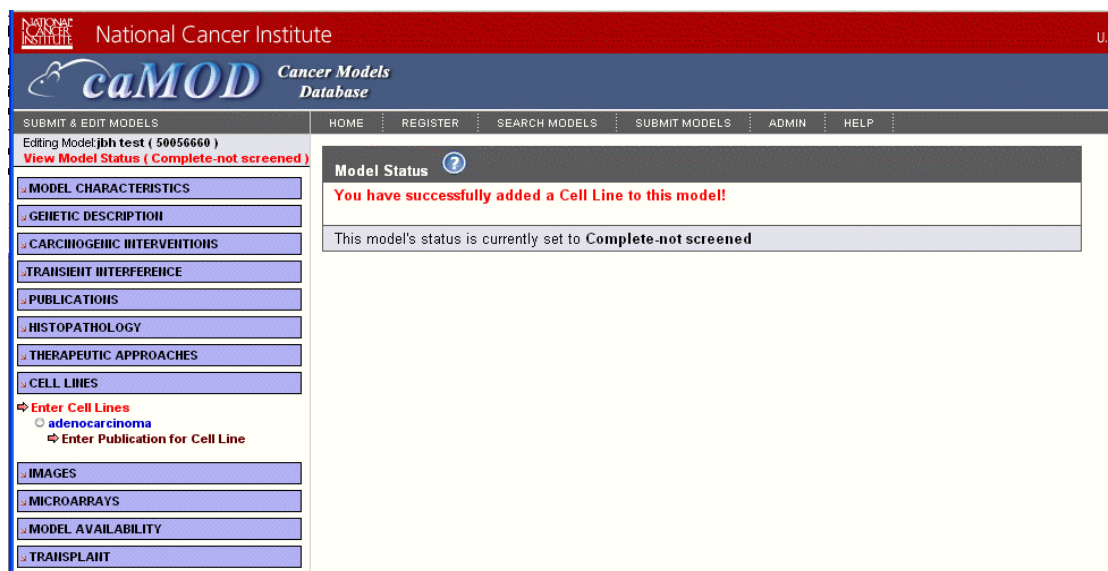 NATIONAL
CANCER
INSTITUTE
National Cancer Institute
U.
caMOD
Cancer Models
Database
SUBMIT & EDIT MODELS
HOME REGISTER SEARCH MODELS SUBMIT MODELS ADMIN HELP
Editing Model:jbh test ( 50056660 )
View Model Status ( Complete-not screened )
Model Status ?
You have successfully added a Cell Line to this model!
This model's status is currently set to Complete-not screened
MODEL CHARACTERISTICS
GENETIC DESCRIPTION
CARCINOGENIC INTERVENTIONS
TRANSIENT INTERFERENCE
PUBLICATIONS
HISTOPATHOLOGY
THERAPEUTIC APPROACHES
CELL LINES
Enter Cell Lines
adenocarcinoma
Enter Publication for Cell Line
IMAGES
MICROARRAYS
MODEL AVAILABILITY
TRANSPLANT